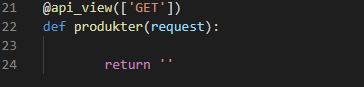 21 @api_view(['GET'])
22 def produkter(request):
23
24 return ''